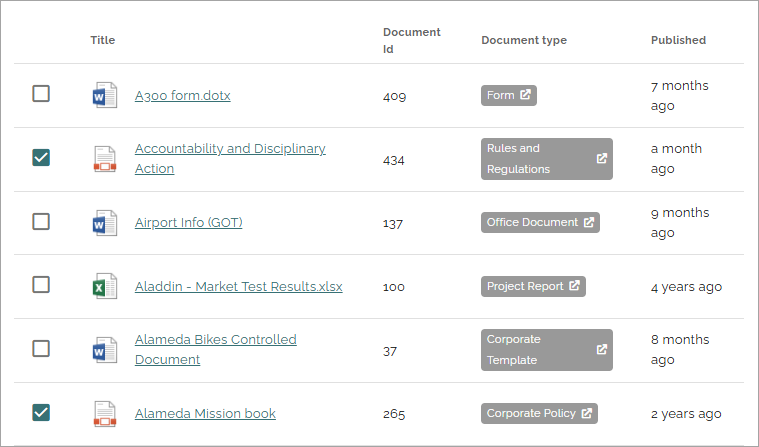 Title Document Id Document type Published
A300 form.dotx 409 Form 7 months ago
Accountability and Disciplinary Action 434 Rules and Regulations a month ago
Airport Info (GOT) 137 Office Document 9 months ago
Aladdin - Market Test Results.xlsx 100 Project Report 4 years ago
Alameda Bikes Controlled Document 37 Corporate Template 8 months ago
Alameda Mission book 265 Corporate Policy 2 years ago